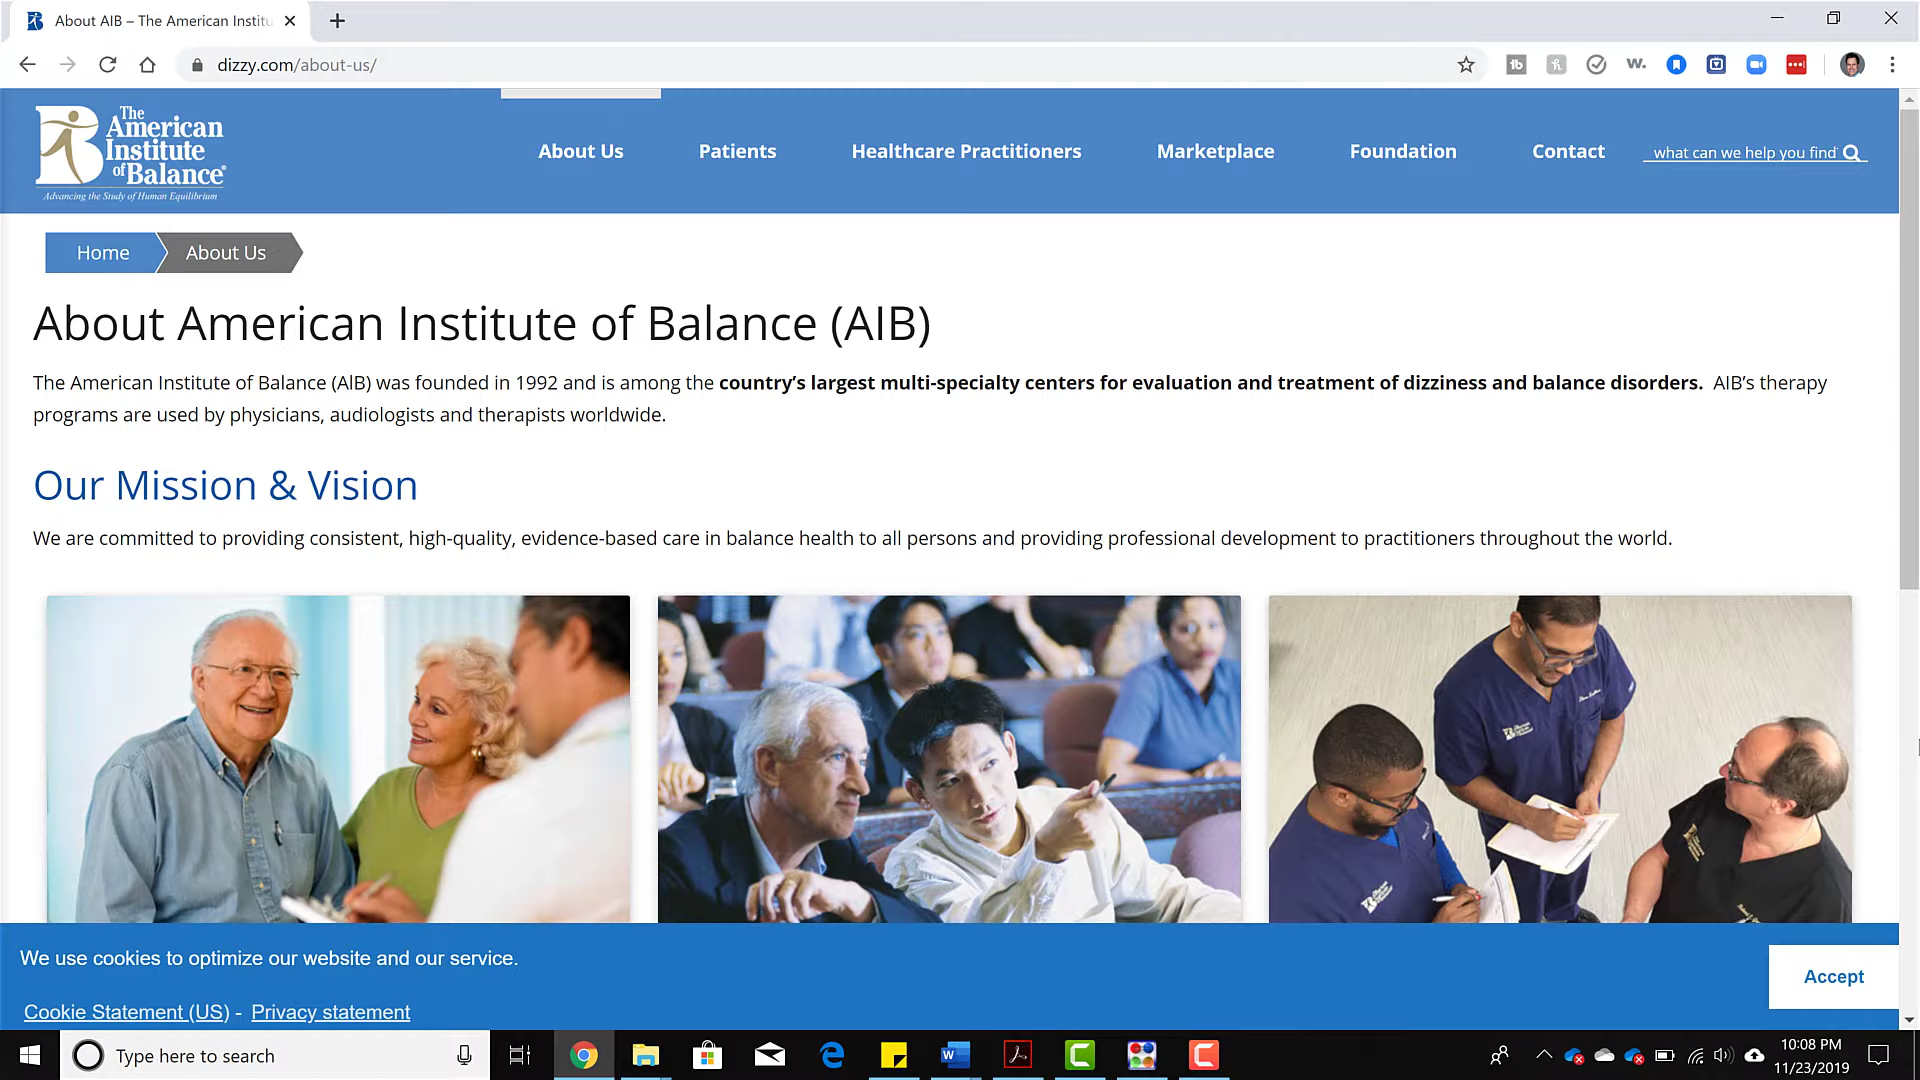 About AIB – The American Institu
dizzy.com/about-us/
The
American
Institute
of Balance
Advancing the Study of Human Equilibrium
About Us
Patients
Healthcare Practitioners
Marketplace
Foundation
Contact
what can we help you find
Home
About Us
About American Institute of Balance (AIB)
The American Institute of Balance (AlB) was founded in 1992 and is among the country’s largest multi-specialty centers for evaluation and treatment of dizziness and balance disorders. AIB’s therapy
programs are used by physicians, audiologists and therapists worldwide.
Our Mission & Vision
We are committed to providing consistent, high-quality, evidence-based care in balance health to all persons and providing professional development to practitioners throughout the world.
We use cookies to optimize our website and our service.
Cookie Statement (US) - Privacy statement
Accept
Type here to search
10:08 PM
11/23/2019